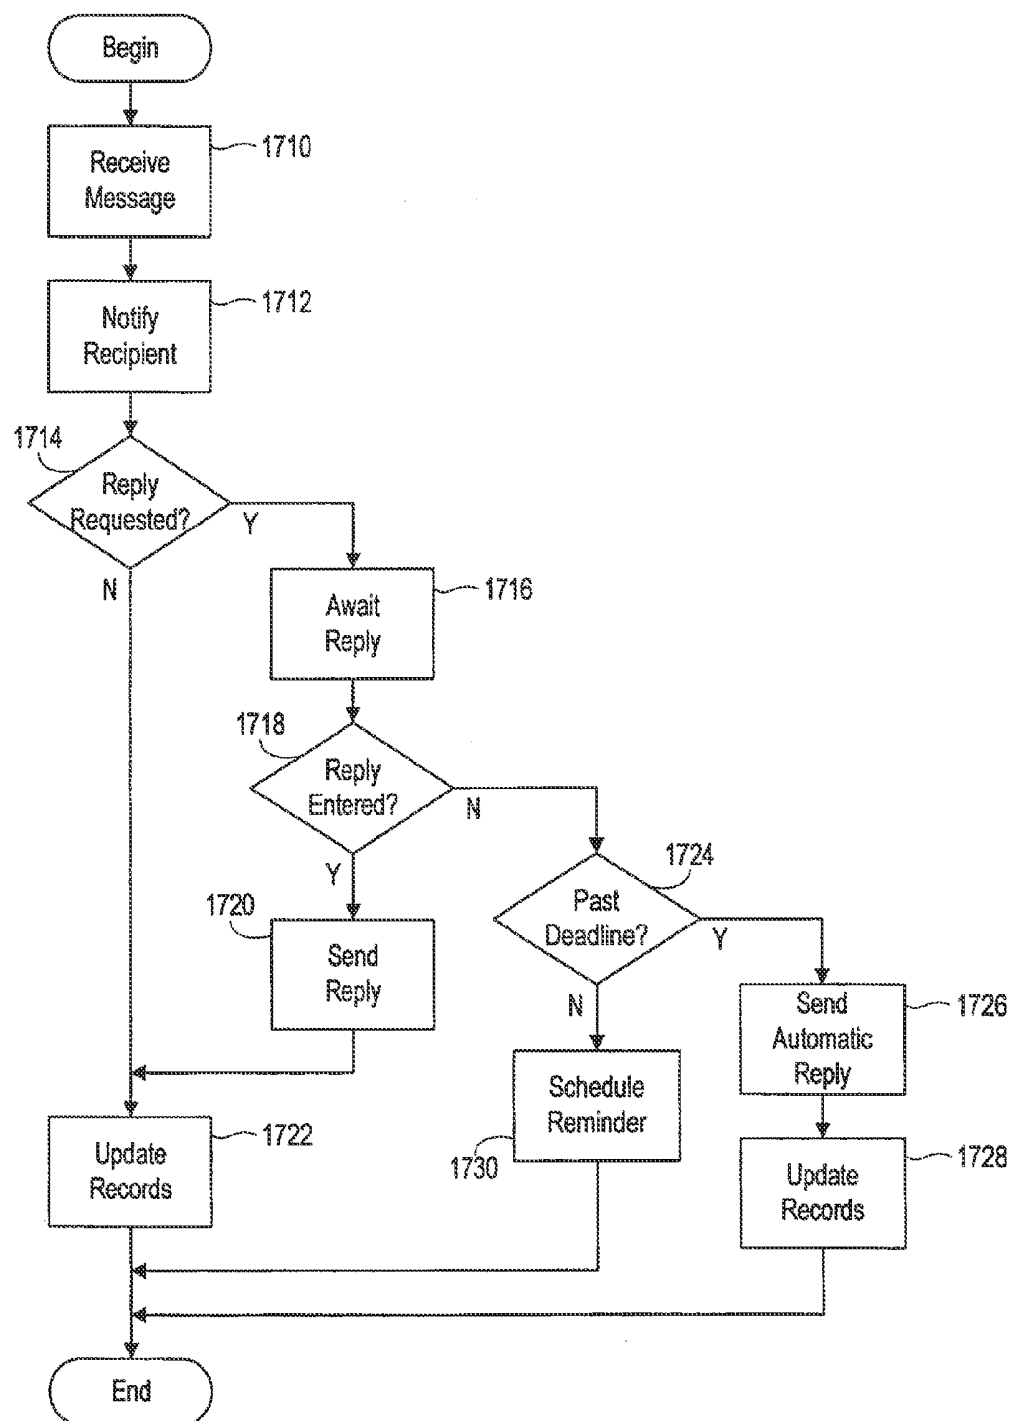 Begin
1710
Receive
Message
1712
Notify
Recipient
1714
Reply
Requested?
Y
N
1716
Await
Reply
1718
Reply
Entered?
N
Y
1724
Past
Deadline?
Y
N
1720
Send
Reply
1726
Send
Automatic
Reply
Schedule
Reminder
1730
1722
Update
Records
1728
Update
Records
End